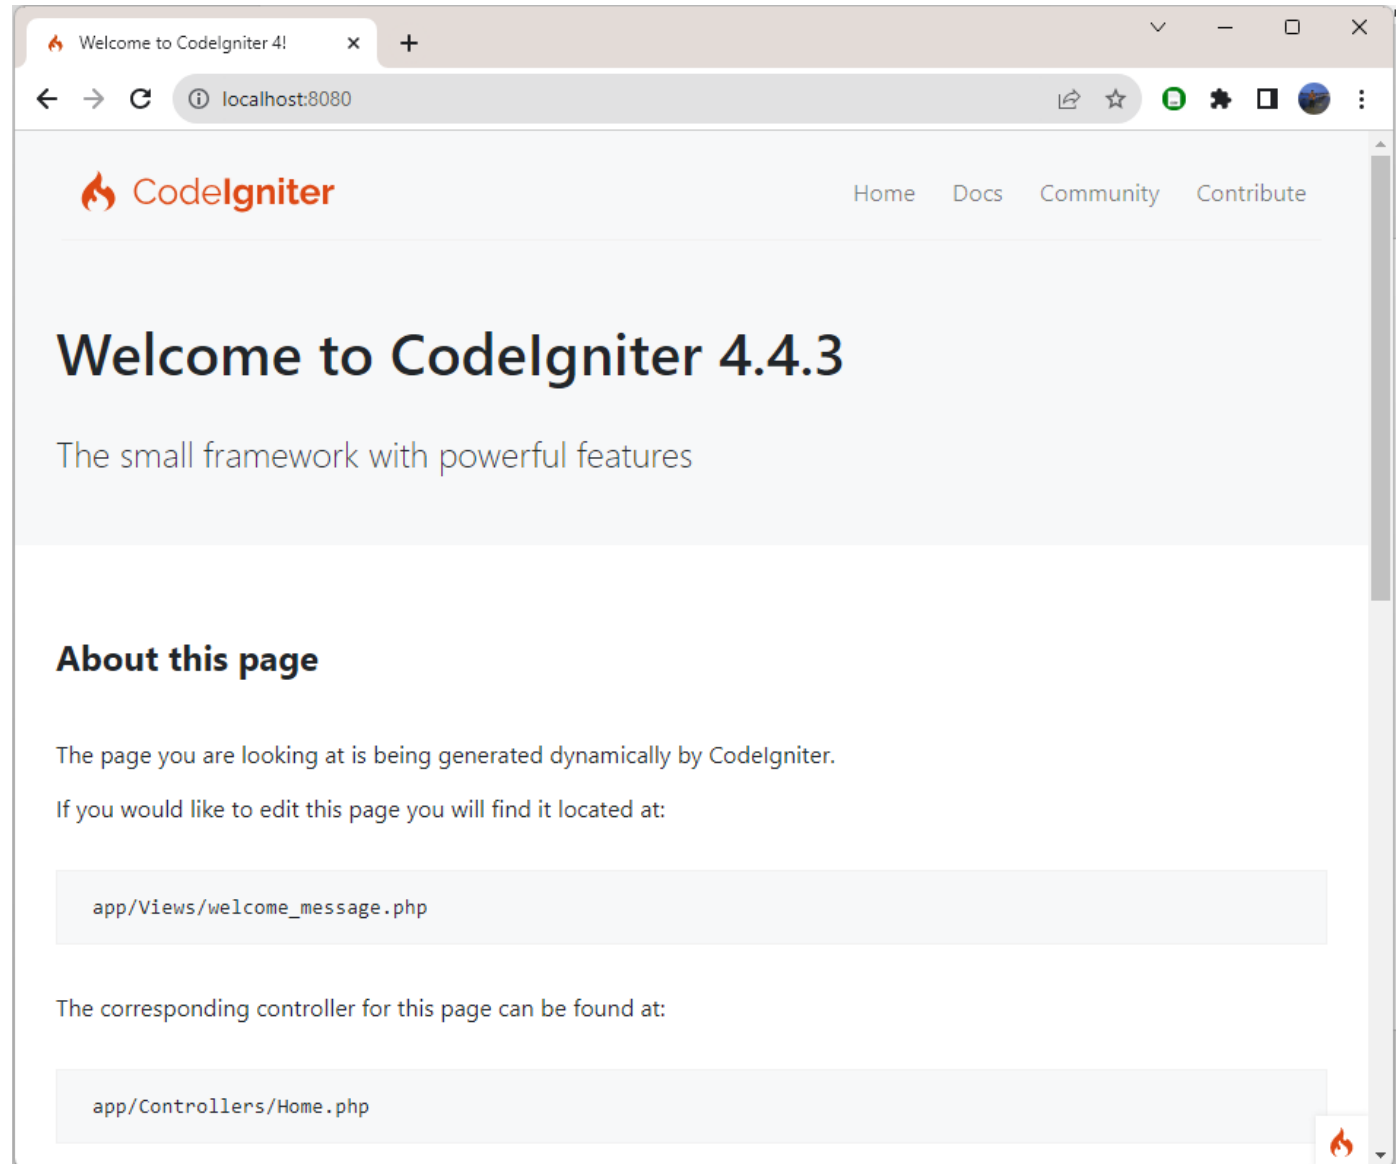 Welcome to CodeIgniter 4!
localhost:8080
CodeIgniter
Home Docs Community Contribute
Welcome to CodeIgniter 4.4.3
The small framework with powerful features
About this page
The page you are looking at is being generated dynamically by CodeIgniter.
If you would like to edit this page you will find it located at:
app/Views/welcome_message.php
The corresponding controller for this page can be found at:
app/Controllers/Home.php